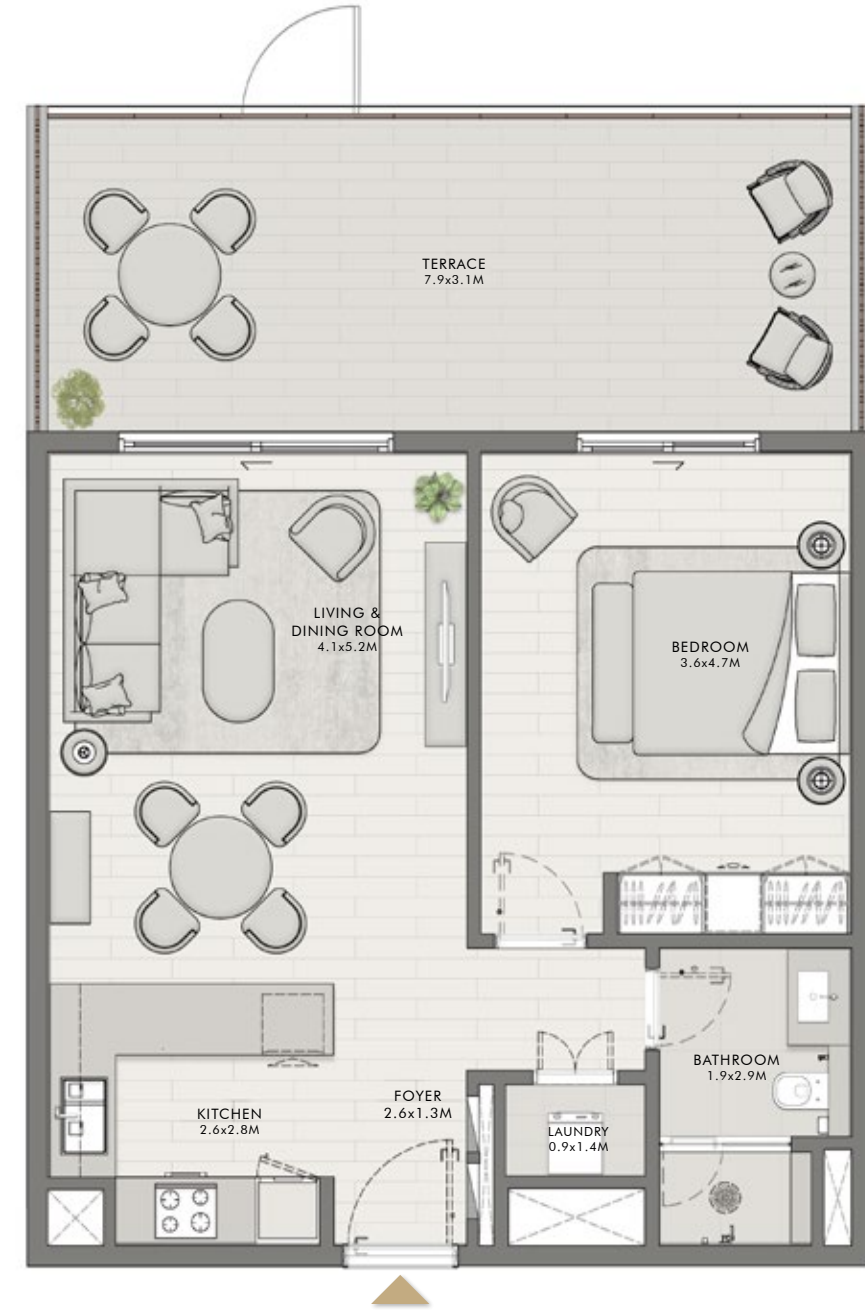 TERRACE
7.9x3.1M
LIVING &
DINING ROOM
4.1x5.2M
BEDROOM
3.6x4.7M
KITCHEN
2.6x2.8M
FOYER
2.6x1.3M
LAUNDRY
0.9x1.4M
BATHROOM
1.9x2.9M